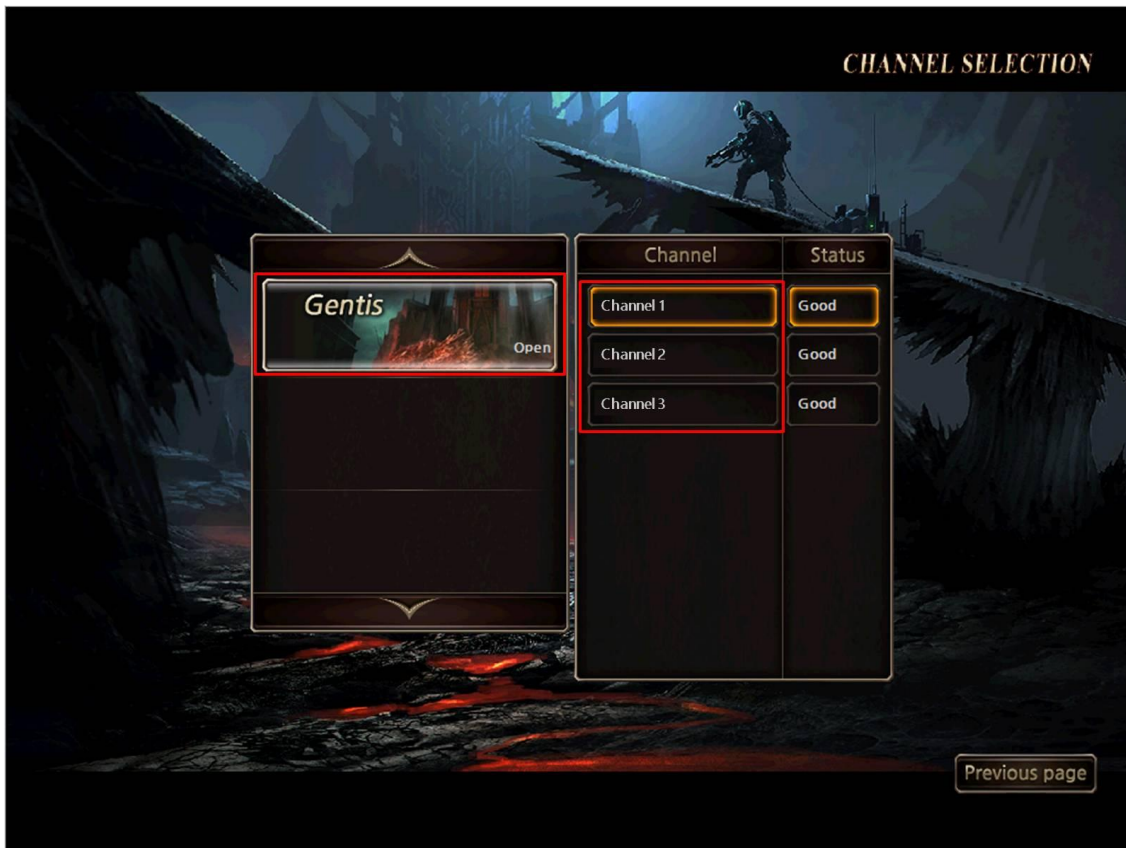 CHANNEL SELECTION
Gentis
Open
Channel Status
Channel 1 Good
Channel 2 Good
Channel 3 Good
Previous page